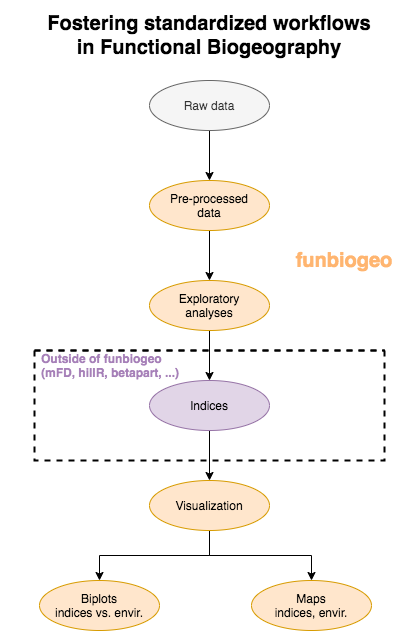 Fostering standardized workflows
in Functional Biogeography
Raw data
Pre-processed
data
funbiogeo
Exploratory
analyses
Outside of funbiogeo
(mFD, hillR, betapart, ...)
Indices
Visualization
Biplots
indices vs. envir.
Maps
indices, envir.